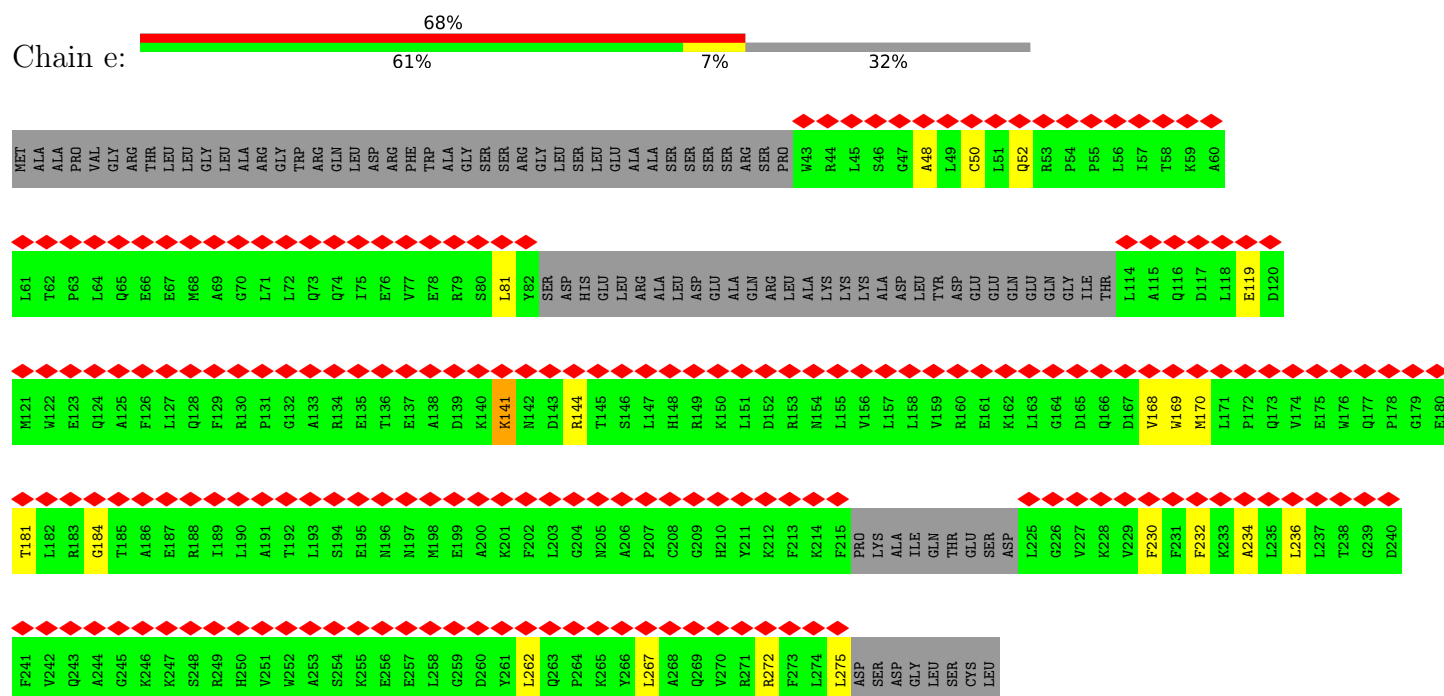 68%
Chain e:
61% 7% 32%
MET ALA ALA PRO VAL GLY ARG THR LEU LEU GLY LEU ALA ARG GLY TRP ARG GLN LEU ASP ARG PHE TRP ALA GLY SER SER ARG GLY LEU SER LEU GLU ALA ALA SER SER SER SER ARG SER PRO W43 R44 L45 S46 G47 A48 L49 C50 L51 Q52 R53 P54 P55 L56 I57 T58 K59 A60
L61 T62 P63 L64 Q65 E66 E67 M68 A69 G70 L71 L72 Q73 Q74 I75 E76 V77 E78 R79 S80 L81 Y82 SER ASP HIS GLU LEU ARG ALA LEU ASP GLU ALA GLN ARG LEU ALA LYS LYS LYS ALA ASP LEU TYR ASP GLU GLU GLN GLU GLN GLY ILE THR L114 A115 Q116 D117 L118 E119 D120
M121 W122 E123 Q124 A125 F126 L127 Q128 F129 R130 P131 G132 A133 R134 E135 T136 E137 A138 D139 K140 K141 N142 D143 R144 T145 S146 L147 H148 R149 K150 L151 D152 R153 N154 L155 V156 L157 L158 V159 R160 E161 K162 L163 G164 D165 Q166 D167 V168 W169 M170 L171 P172 Q173 V174 E175 W176 Q177 P178 G179 E180
T181 L182 R183 G184 T185 A186 E187 R188 I189 L190 A191 T192 L193 S194 E195 N196 N197 M198 E199 A200 K201 F202 L203 G204 N205 A206 P207 C208 G209 H210 Y211 K212 F213 K214 F215 PRO LYS ALA ILE GLN THR GLU SER ASP L225 G226 V227 K228 V229 F230 F231 F232 K233 A234 L235 L236 L237 T238 G239 D240
F241 V242 Q243 A244 G245 K246 K247 S248 R249 H250 V251 W252 A253 S254 K255 E256 E257 L258 G259 D260 Y261 L262 Q263 P264 K265 Y266 L267 A268 Q269 V270 R271 R272 F273 L274 L275 ASP SER ASP GLY LEU SER CYS LEU